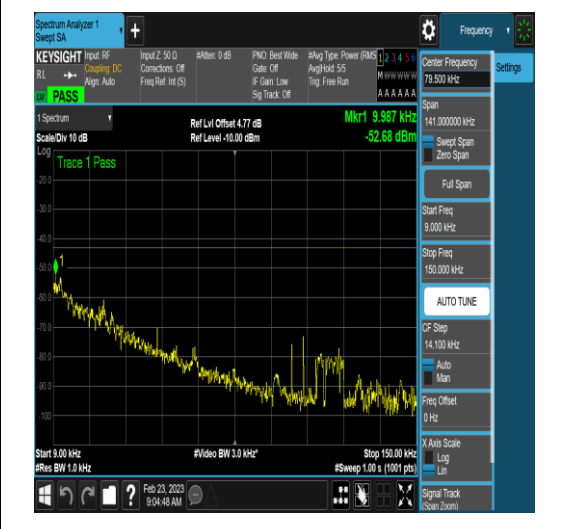 Spectrum Analyzer 1
Swept SA
+
Frequency
KEYSIGHT
Input: RF
Coupling: DC
Align: Auto
Input Z: 50 Ω
Corrections: Off
Freq Ref: Int (S)
#Atten: 0 dB
PNO: Best Wide
Gate: Off
IF Gain: Low
Sig Track: Off
#Avg Type: Power (RMS
Avg|Hold: 5/5
Trig: Free Run
1 2 3 4 5 6
M W W W W W
A A A A A A
RL
PASS
1 Spectrum
Scale/Div 10 dB
Ref Lvl Offset 4.77 dB
Ref Level -10.00 dBm
Mkr1 9.987 kHz
-52.68 dBm
Log
Trace 1 Pass
1
-20.0
-30.0
-40.0
-50.0
-60.0
-70.0
-80.0
-90.0
-100
Start 9.00 kHz
#Res BW 1.0 kHz
#Video BW 3.0 kHz*
Stop 150.00 kHz
#Sweep 1.00 s (1001 pts)
?
Feb 23, 2023
9:04:48 AM
Center Frequency
79.500 kHz
Settings
Span
141.000000 kHz
Swept Span
Zero Span
Full Span
Start Freq
9.000 kHz
Stop Freq
150.000 kHz
AUTO TUNE
CF Step
14.100 kHz
Auto
Man
Freq Offset
0 Hz
X Axis Scale
Log
Lin
Signal Track
(Span Zoom)